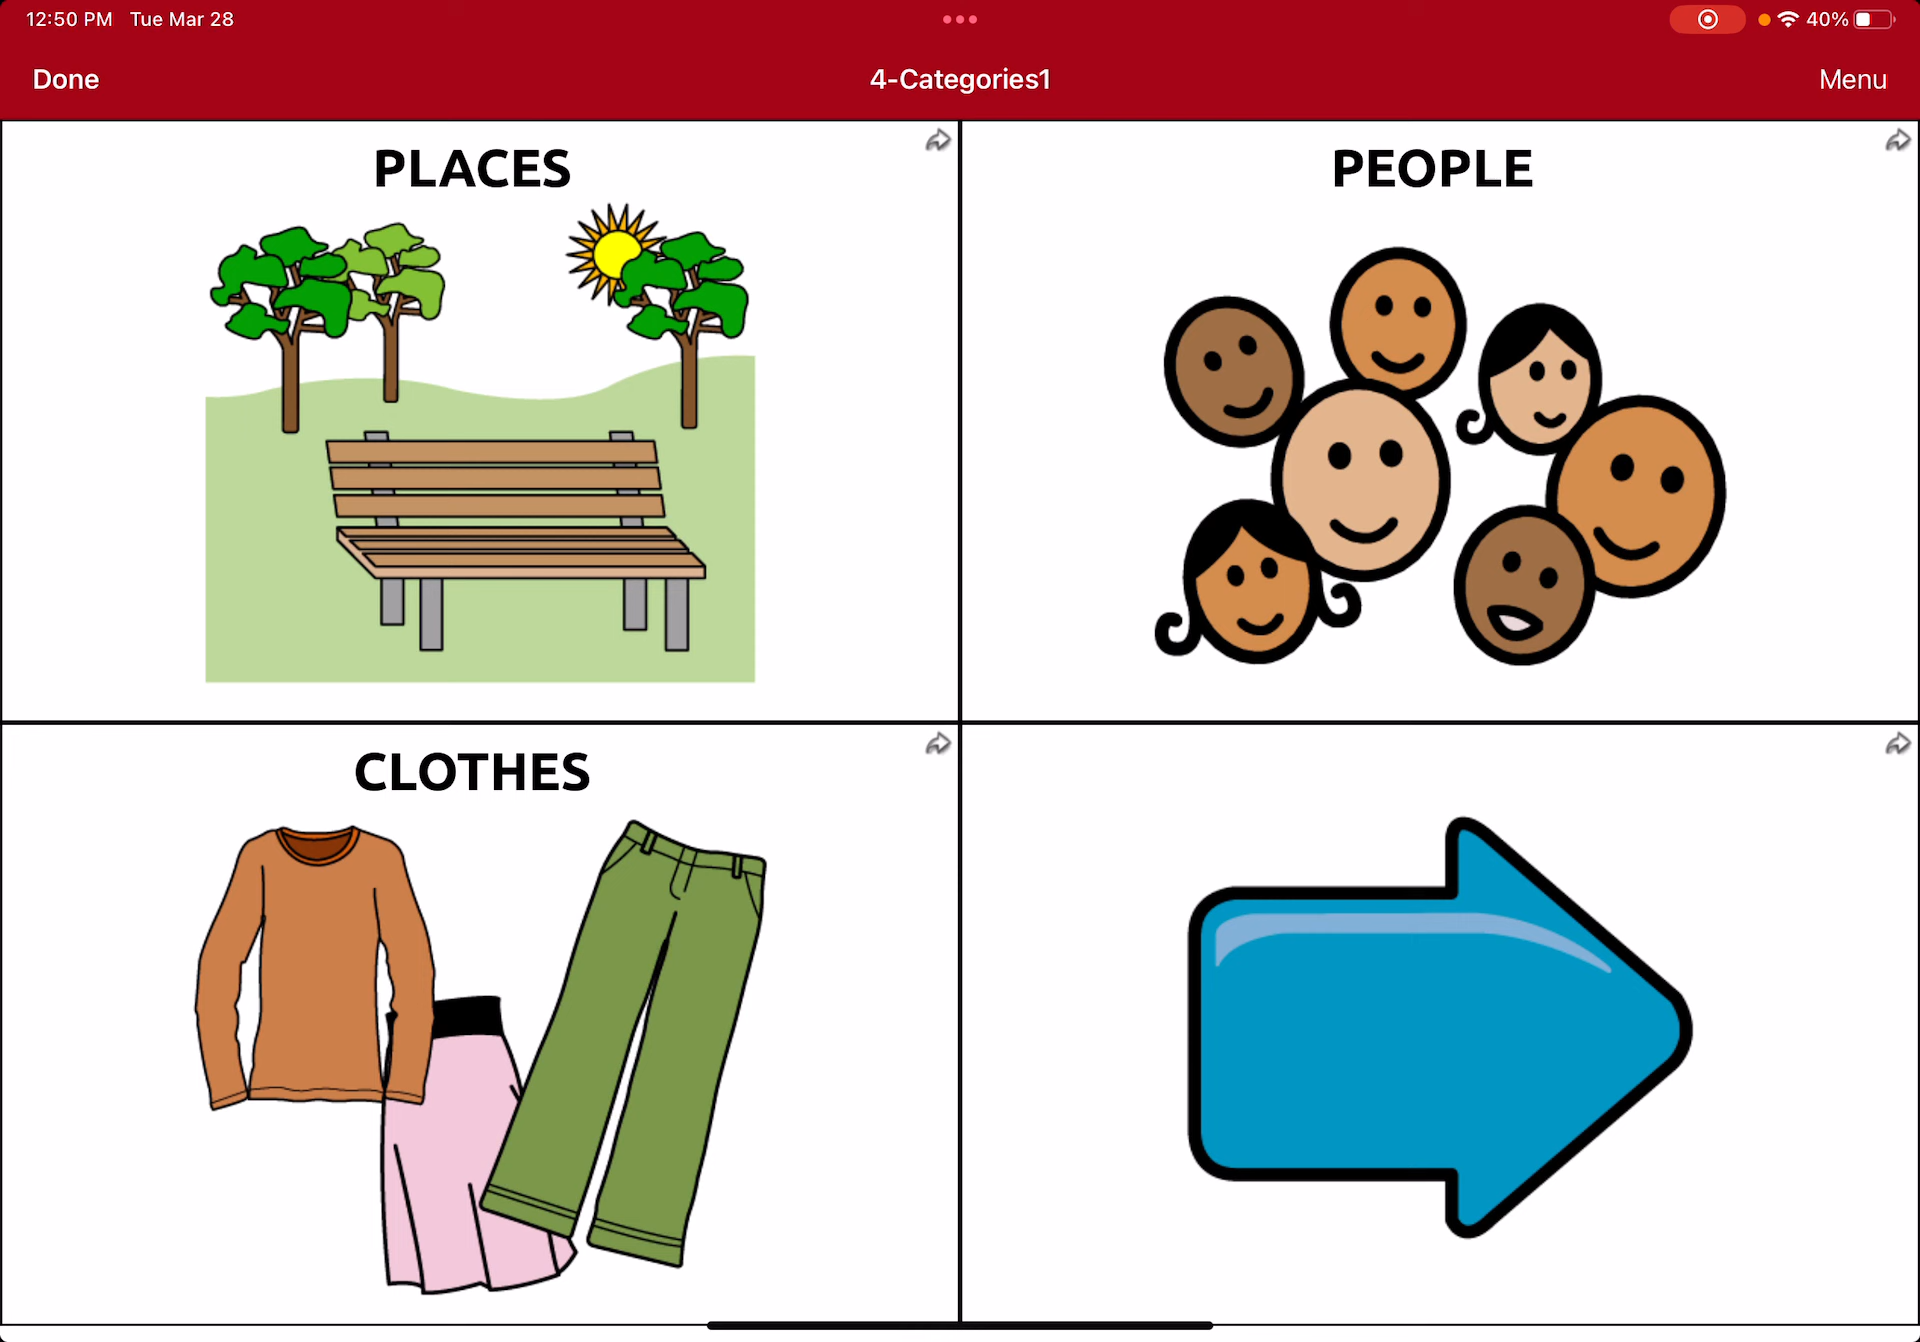 12:50 PM Tue Mar 28
40%
Done
4-Categories1
Menu
PLACES
PEOPLE
CLOTHES